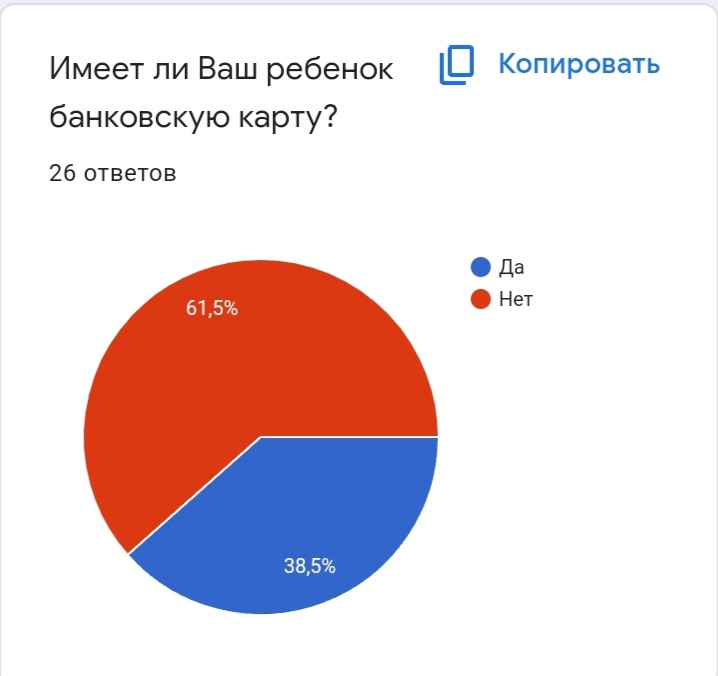 Имеет ли Ваш ребенок
банковскую карту?
Копировать
26 ответов
Да
Нет
61,5%
38,5%